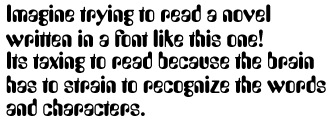 Imagine trying to read a novel
written in a font like this one!
Its taxing to read because the brain
has to strain to recognize the words
and characters.